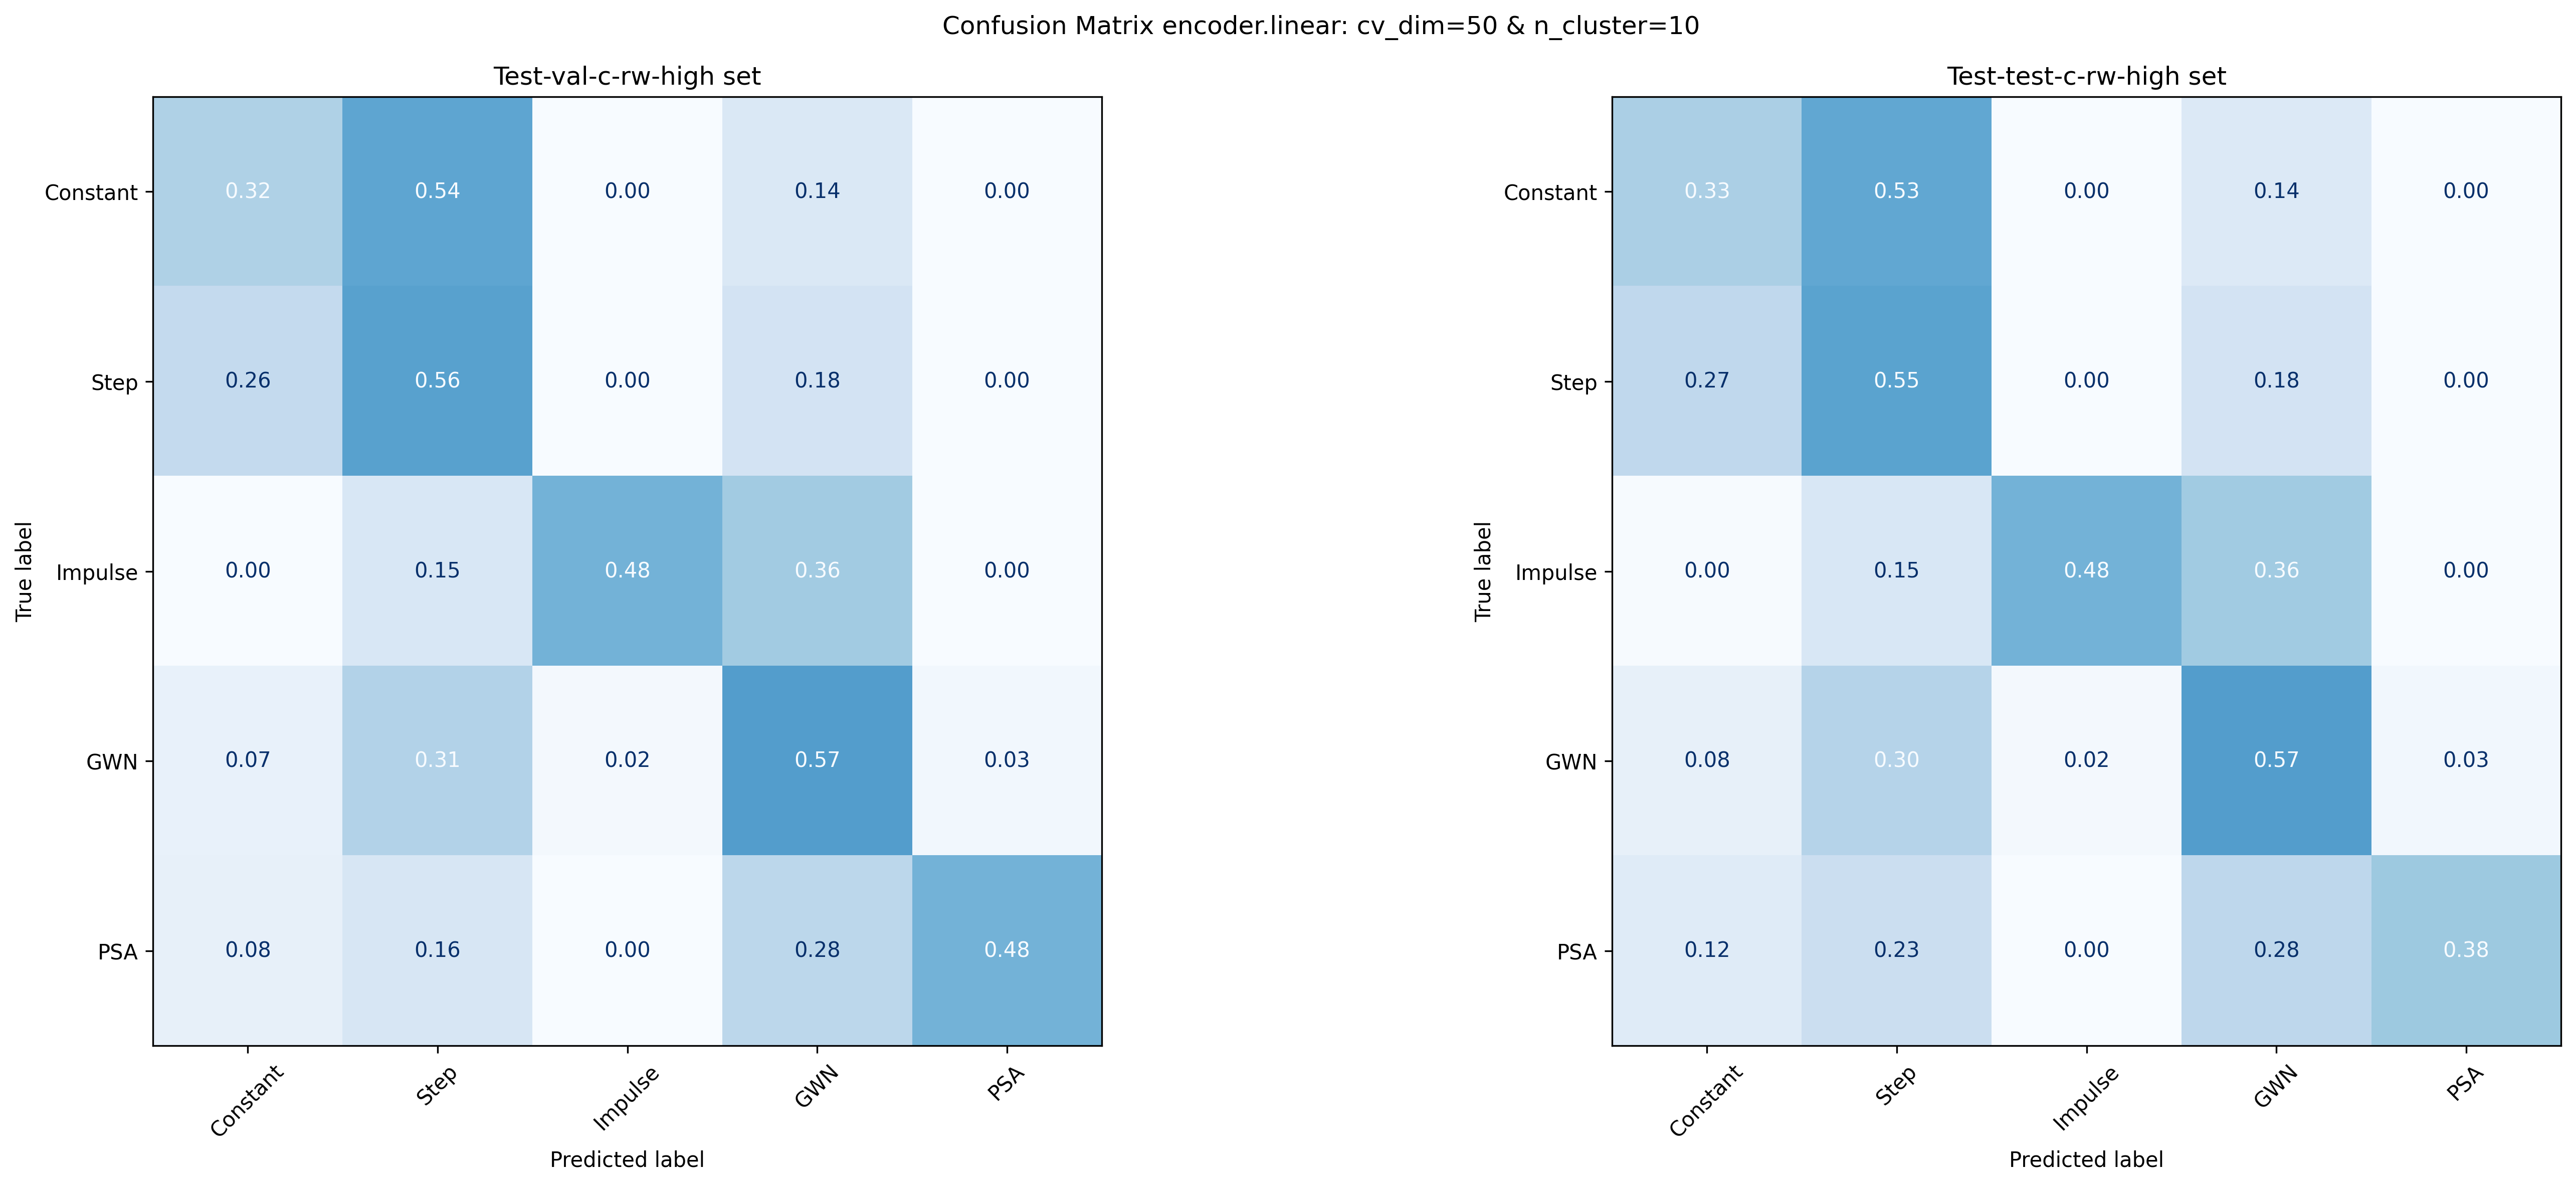 Confusion Matrix encoder.linear: cv_dim=50 & n_cluster=10
Test-val-c-rw-high set
True label
Constant 0.32 0.54 0.00 0.14 0.00
Step 0.26 0.56 0.00 0.18 0.00
Impulse 0.00 0.15 0.48 0.36 0.00
GWN 0.07 0.31 0.02 0.57 0.03
PSA 0.08 0.16 0.00 0.28 0.48
Constant Step Impulse GWN PSA
Predicted label
Test-test-c-rw-high set
True label
Constant 0.33 0.53 0.00 0.14 0.00
Step 0.27 0.55 0.00 0.18 0.00
Impulse 0.00 0.15 0.48 0.36 0.00
GWN 0.08 0.30 0.02 0.57 0.03
PSA 0.12 0.23 0.00 0.28 0.38
Constant Step Impulse GWN PSA
Predicted label